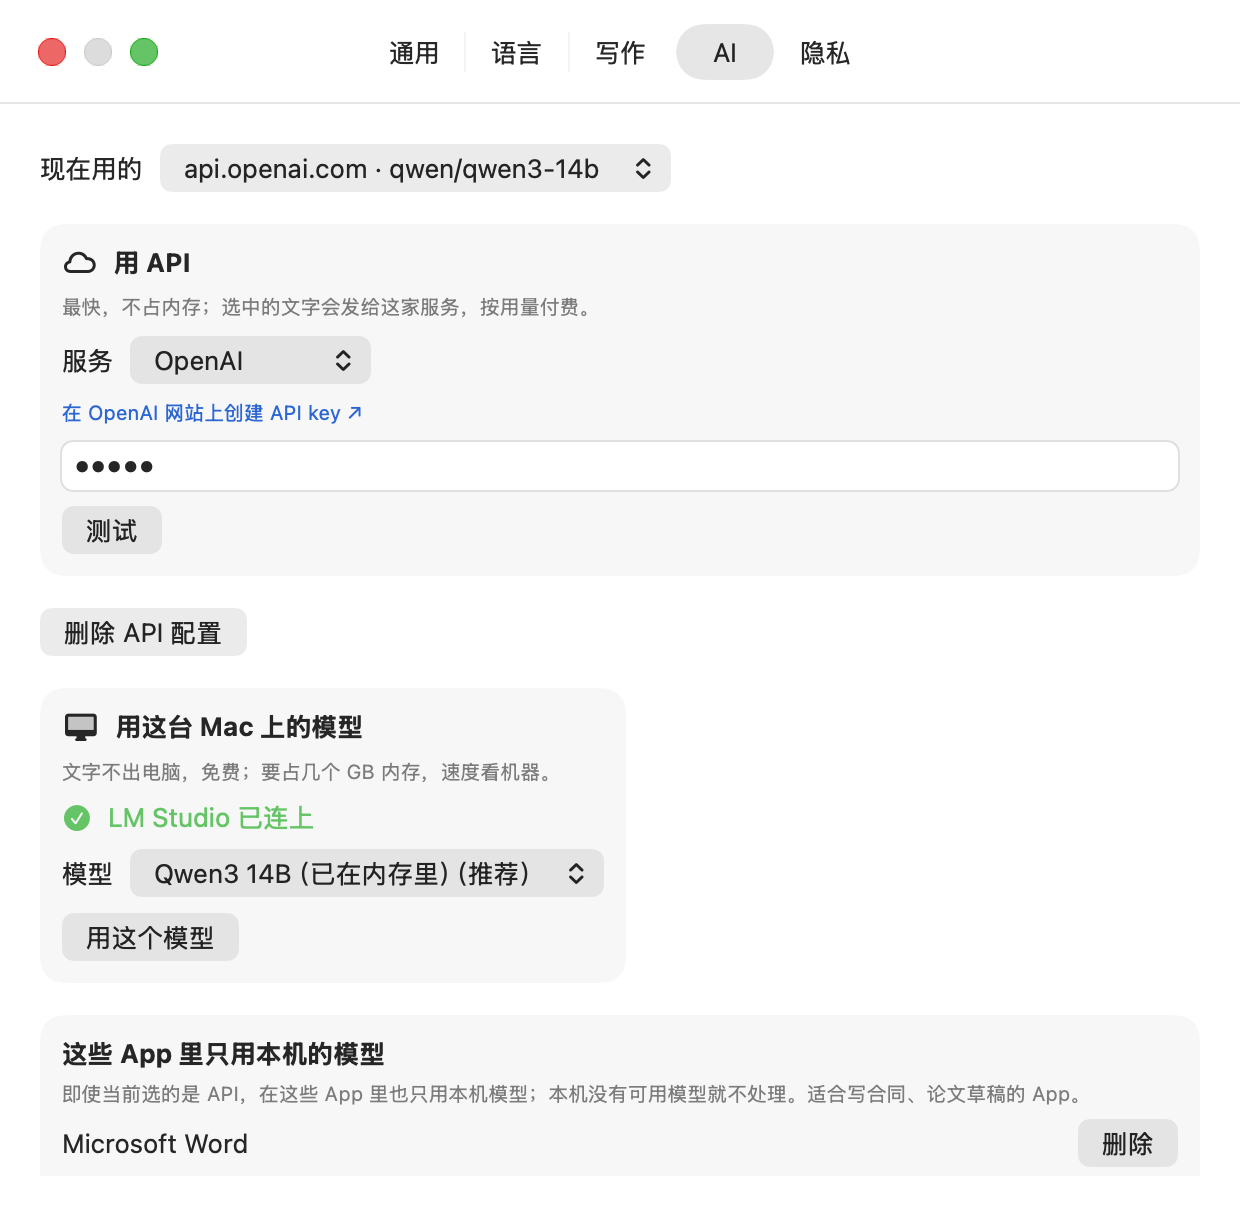 通用 语言 写作 AI 隐私
现在用的 api.openai.com · qwen/qwen3-14b
用 API
最快，不占内存；选中的文字会发给这家服务，按用量付费。
服务 OpenAI
在 OpenAI 网站上创建 API key ↗
•••••
测试
删除 API 配置
用这台 Mac 上的模型
文字不出电脑，免费；要占几个 GB 内存，速度看机器。
LM Studio 已连上
模型 Qwen3 14B (已在内存里) (推荐)
用这个模型
这些 App 里只用本机的模型
即使当前选的是 API，在这些 App 里也只用本机模型；本机没有可用模型就不处理。适合写合同、论文草稿的 App。
Microsoft Word 删除